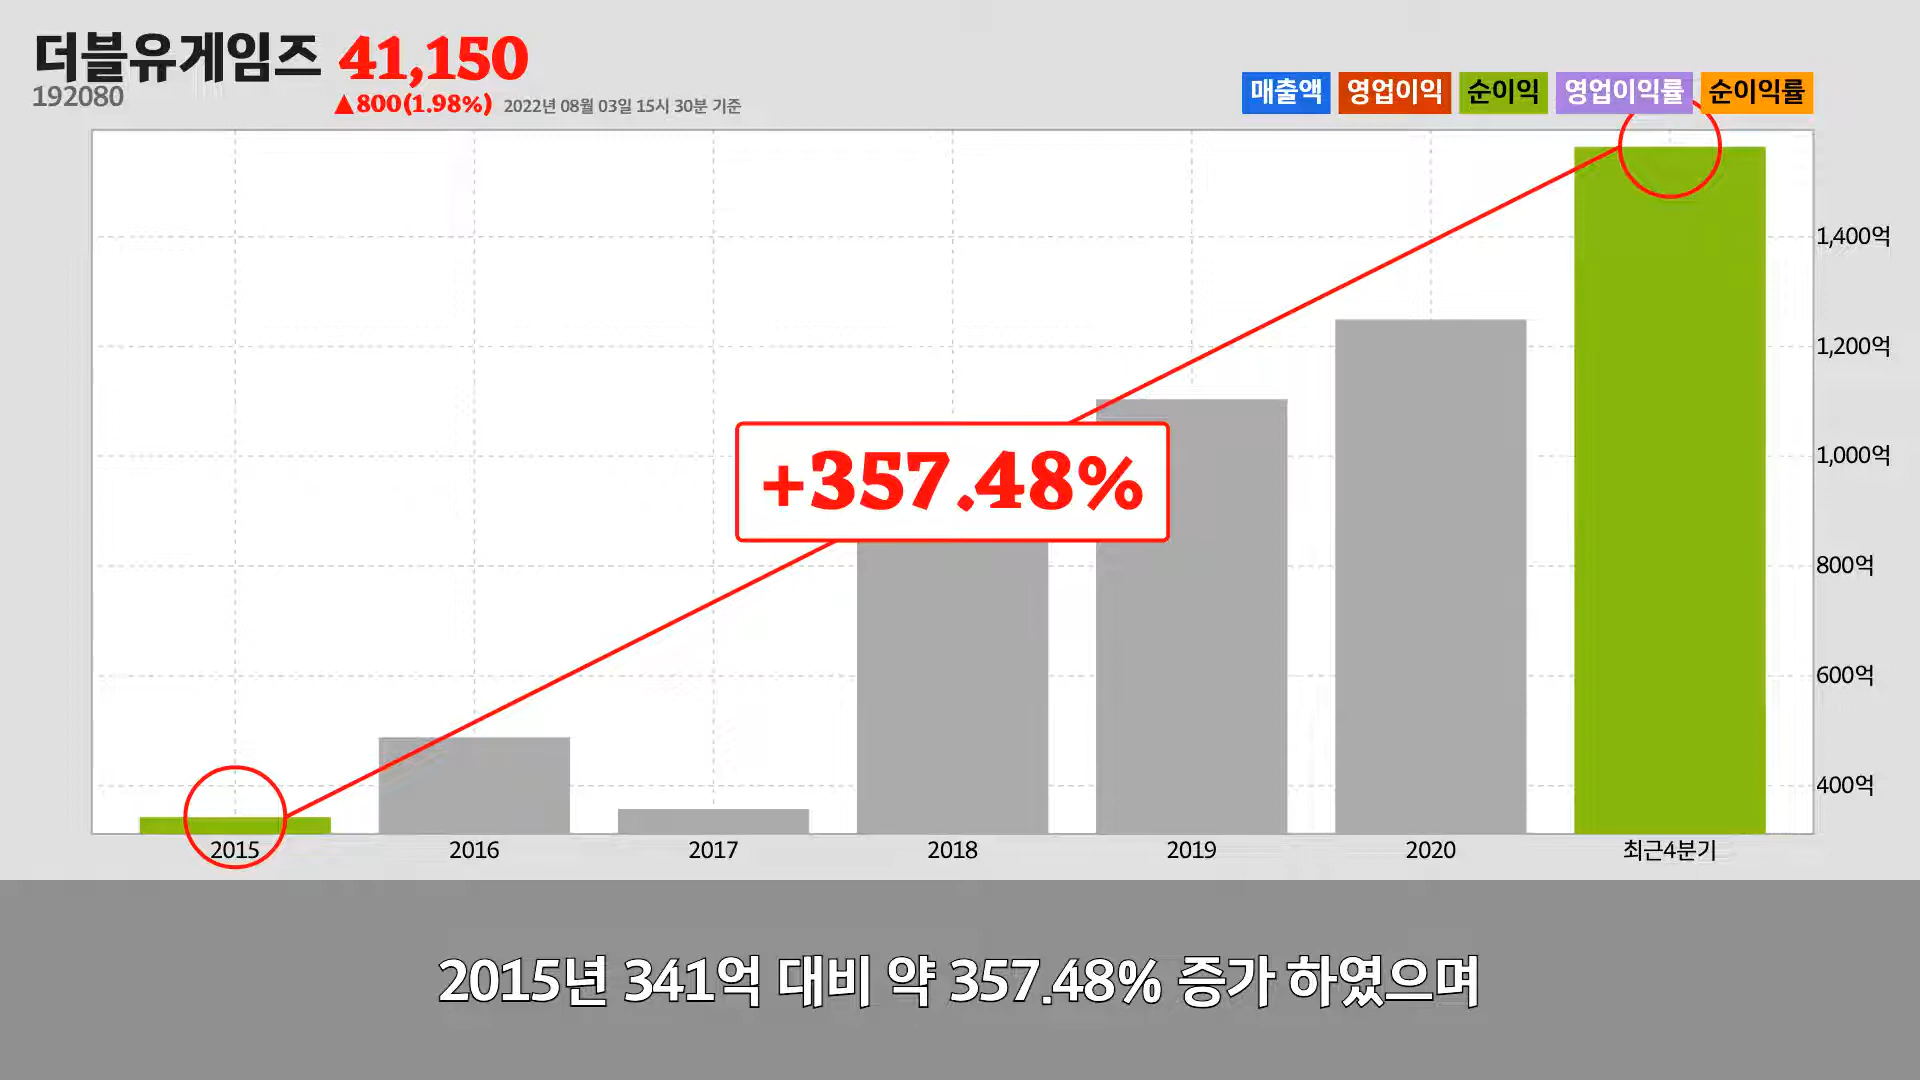 더블유게임즈 41,150
192080
▲800(1.98%) 2022년 08월 03일 15시 30분 기준
매출액 영업이익 순이익 영업이익률 순이익률
1,400억
1,200억
1,000억
800억
600억
400억
+357.48%
2015 2016 2017 2018 2019 2020 최근4분기
2015년 341억 대비 약 357.48% 증가 하였으며